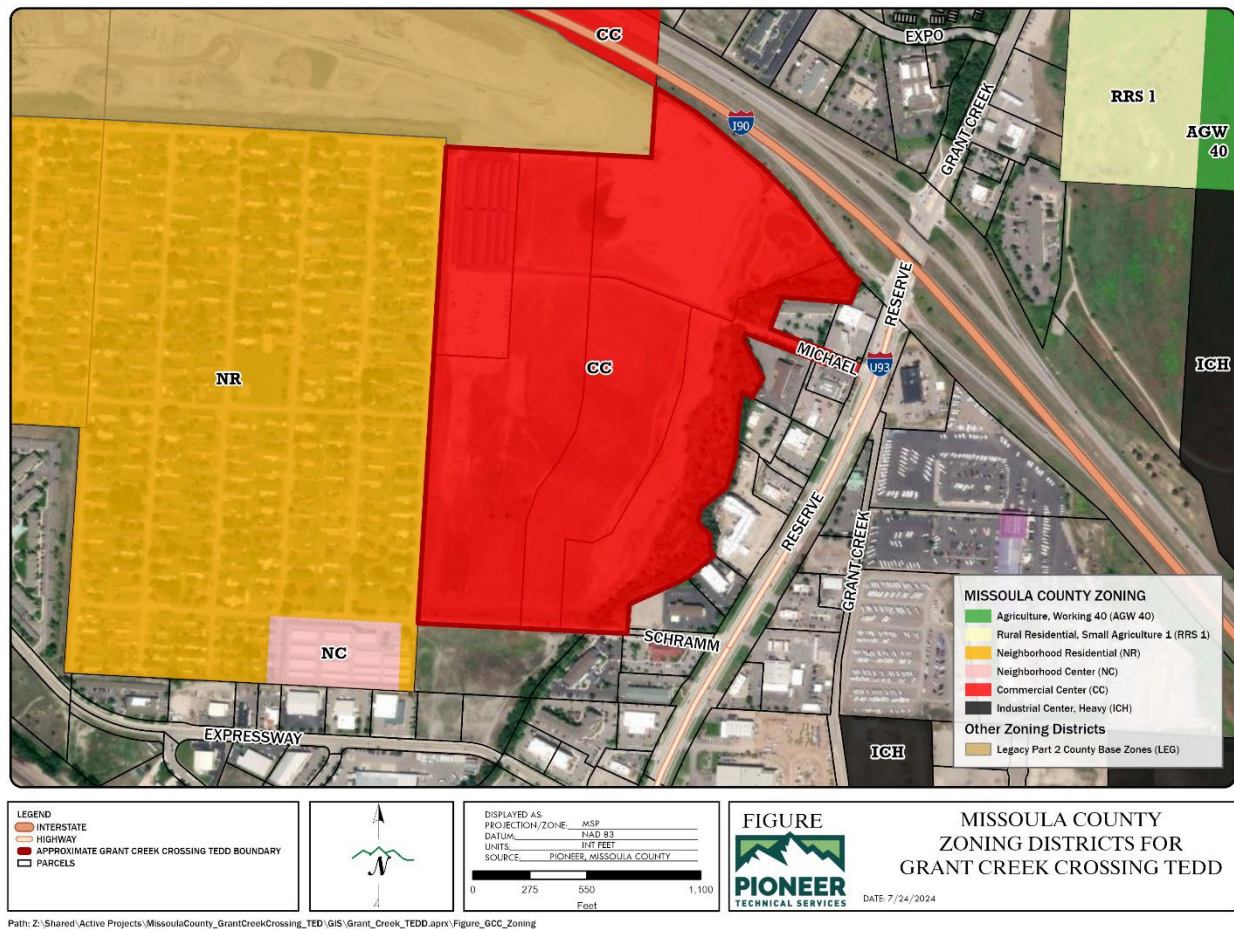 CC
EXPO
RRS 1
AGW
40
I90
GRANT CREEK
RESERVE
NR
CC
MICHAEL
U93
ICH
RESERVE
GRANT CREEK
SCHRAMM
NC
EXPRESSWAY
ICH
MISSOULA COUNTY ZONING
Agriculture, Working 40 (AGW 40)
Rural Residential, Small Agriculture 1 (RRS 1)
Neighborhood Residential (NR)
Neighborhood Center (NC)
Commercial Center (CC)
Industrial Center, Heavy (ICH)
Other Zoning Districts
Legacy Part 2 County Base Zones (LEG)
LEGEND
INTERSTATE
HIGHWAY
APPROXIMATE GRANT CREEK CROSSING TEDD BOUNDARY
PARCELS
N
DISPLAYED AS:
PROJECTION/ZONE: MSP
DATUM: NAD 83
UNITS: INT FEET
SOURCE: PIONEER, MISSOULA COUNTY
0 275 550 1,100
Feet
FIGURE
PIONEER
TECHNICAL SERVICES
MISSOULA COUNTY
ZONING DISTRICTS FOR
GRANT CREEK CROSSING TEDD
DATE: 7/24/2024
Path: Z:\Shared\Active Projects\MissoulaCounty_GrantCreekCrossing_TED\GIS\Grant_Creek_TEDD.aprx\Figure_GCC_Zoning